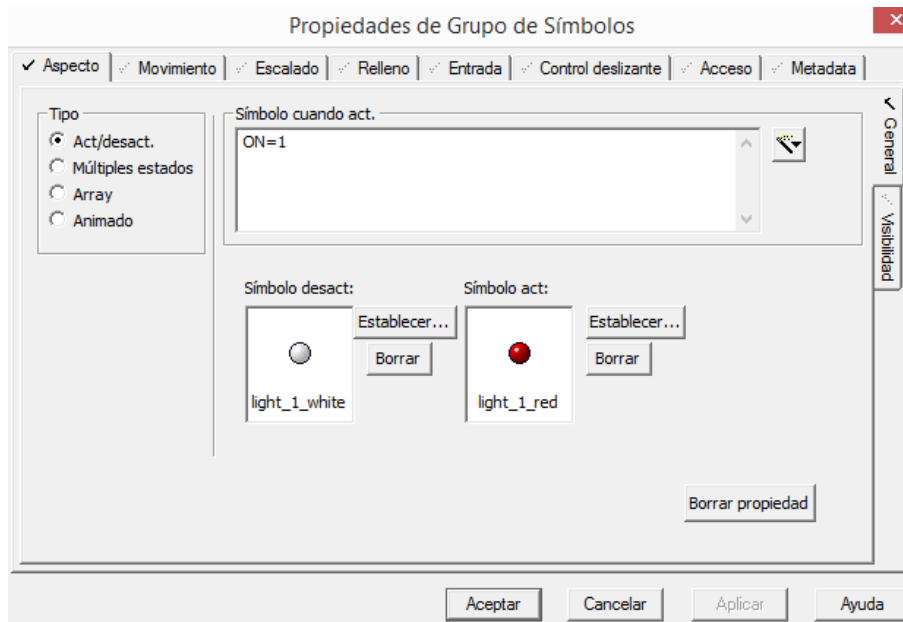 Propiedades de Grupo de Símbolos
Aspecto
Movimiento
Escalado
Relleno
Entrada
Control deslizante
Acceso
Metadata
General
Visibilidad
Tipo
Act/desact.
Múltiples estados
Array
Animado
Símbolo cuando act.
ON=1
Símbolo desact:
Establecer...
Borrar
light_1_white
Símbolo act:
Establecer...
Borrar
light_1_red
Borrar propiedad
Aceptar
Cancelar
Aplicar
Ayuda